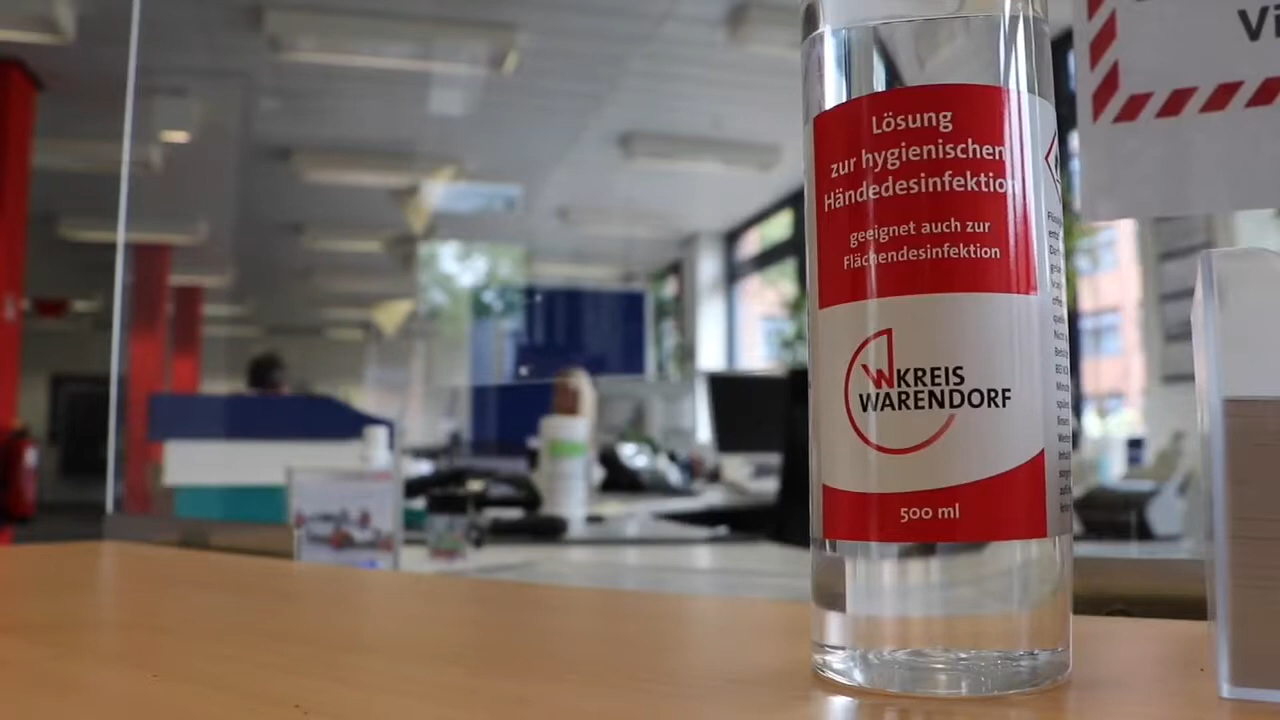 Lösung
zur hygienischen
Händedesinfektion
geeignet auch zur
Flächendesinfektion
KREIS
WARENDORF
500 ml